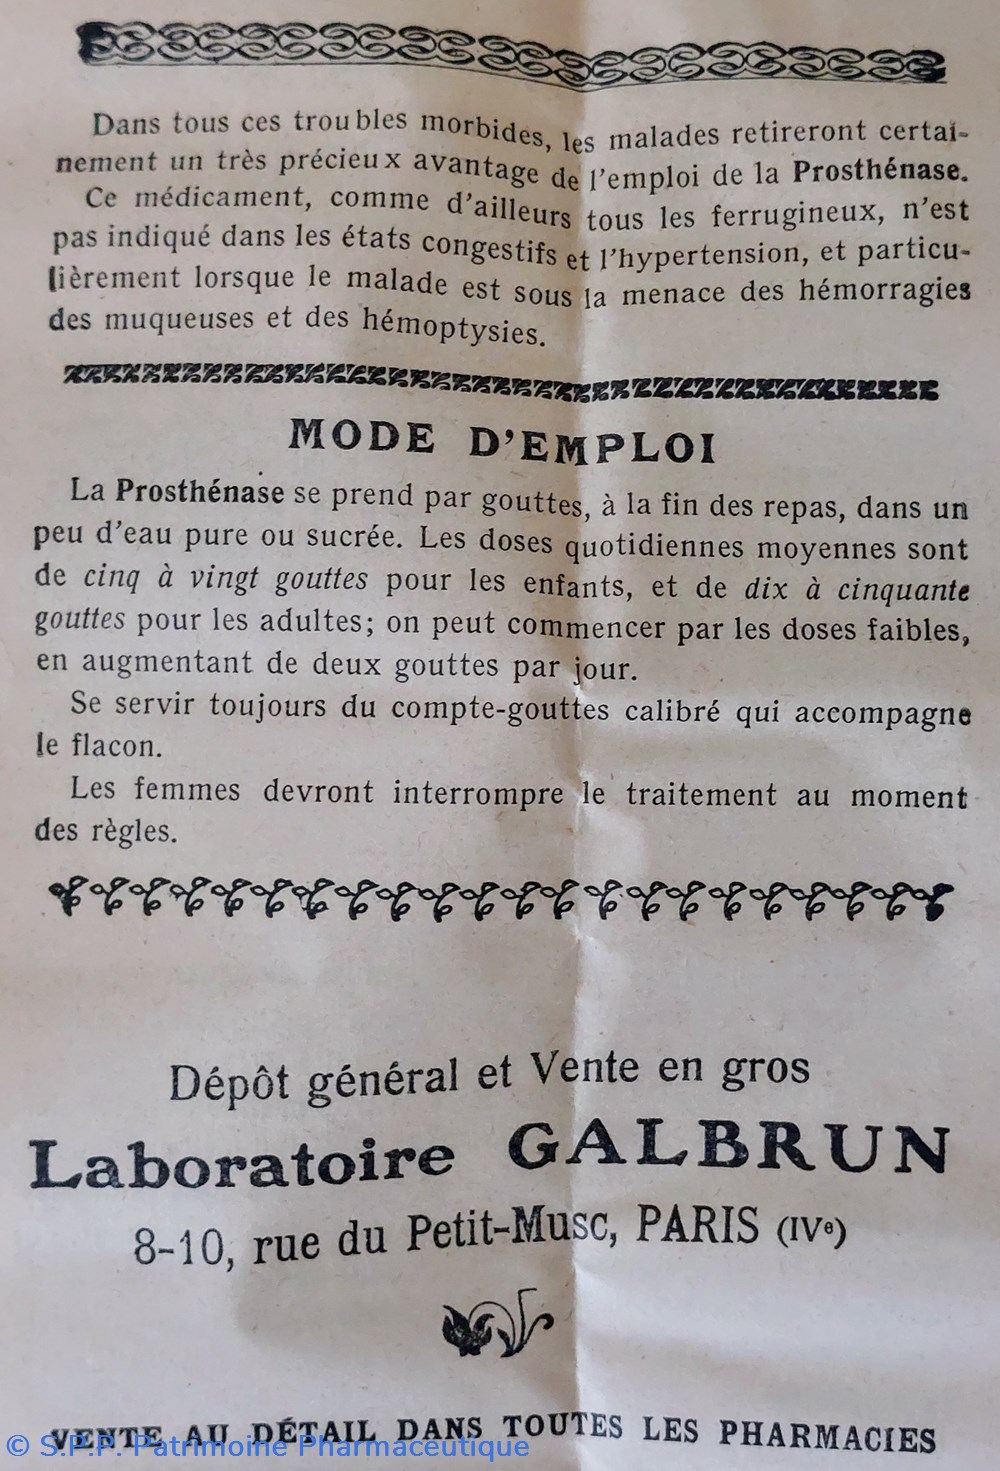 Dans tous ces troubles morbides, les malades retireront certai-
nement un très précieux avantage de l'emploi de la Prosthénase.
Ce médicament, comme d'ailleurs tous les ferrugineux, n'est
pas indiqué dans les états congestifs et l'hypertension, et particu-
lièrement lorsque le malade est sous la menace des hémorragies
des muqueuses et des hémoptysies.
MODE D'EMPLOI
La Prosthénase se prend par gouttes, à la fin des repas, dans un
peu d'eau pure ou sucrée. Les doses quotidiennes moyennes sont
de cinq à vingt gouttes pour les enfants, et de dix à cinquante
gouttes pour les adultes; on peut commencer par les doses faibles,
en augmentant de deux gouttes par jour.
Se servir toujours du compte-gouttes calibré qui accompagne
le flacon.
Les femmes devront interrompre le traitement au moment
des règles.
Dépôt général et Vente en gros
Laboratoire GALBRUN
8-10, rue du Petit-Musc, PARIS (IVe)
VENTE AU DÉTAIL DANS TOUTES LES PHARMACIES
© S.P.P. Patrimoine Pharmaceutique